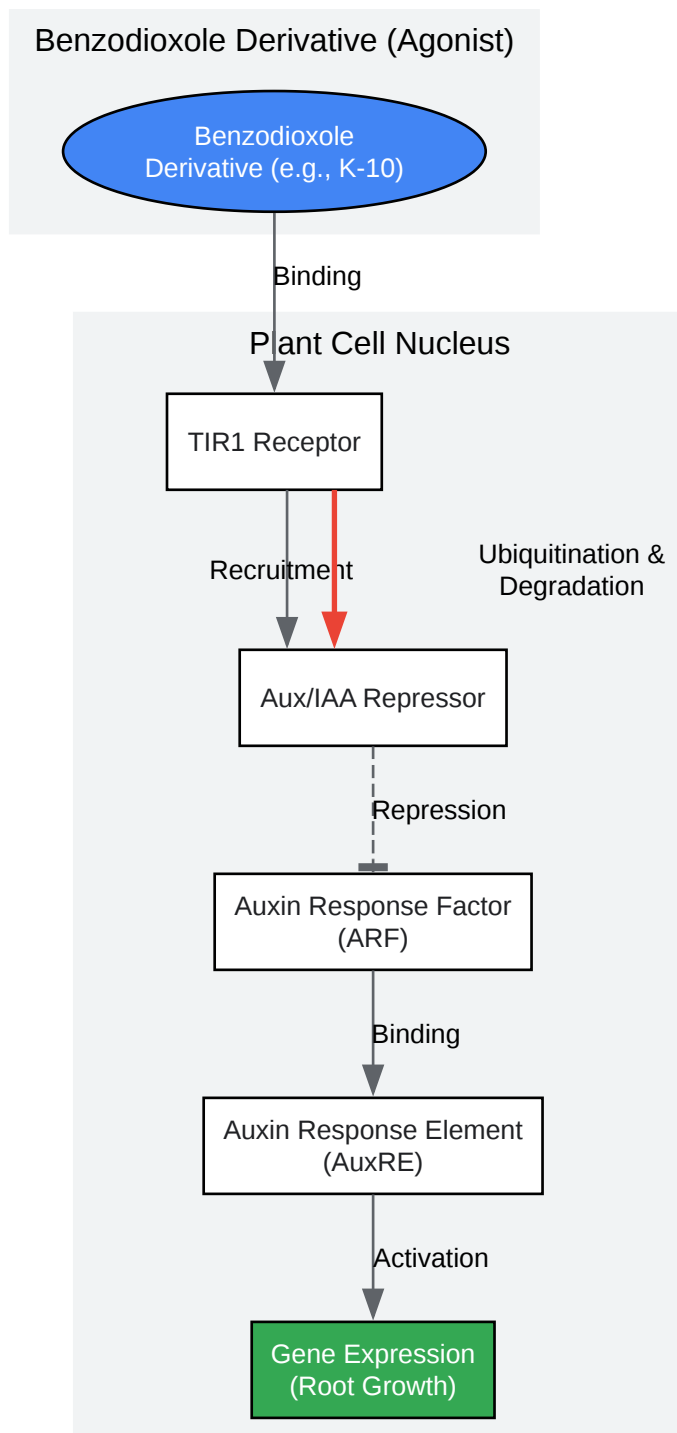 Benzodioxole Derivative (Agonist)
Benzodioxole
Derivative (e.g., K-10)
Binding
Plant Cell Nucleus
TIR1 Receptor
Recruitment
Ubiquitination &
Degradation
Aux/IAA Repressor
Repression
Auxin Response Factor
(ARF)
Binding
Auxin Response Element
(AuxRE)
Activation
Gene Expression
(Root Growth)